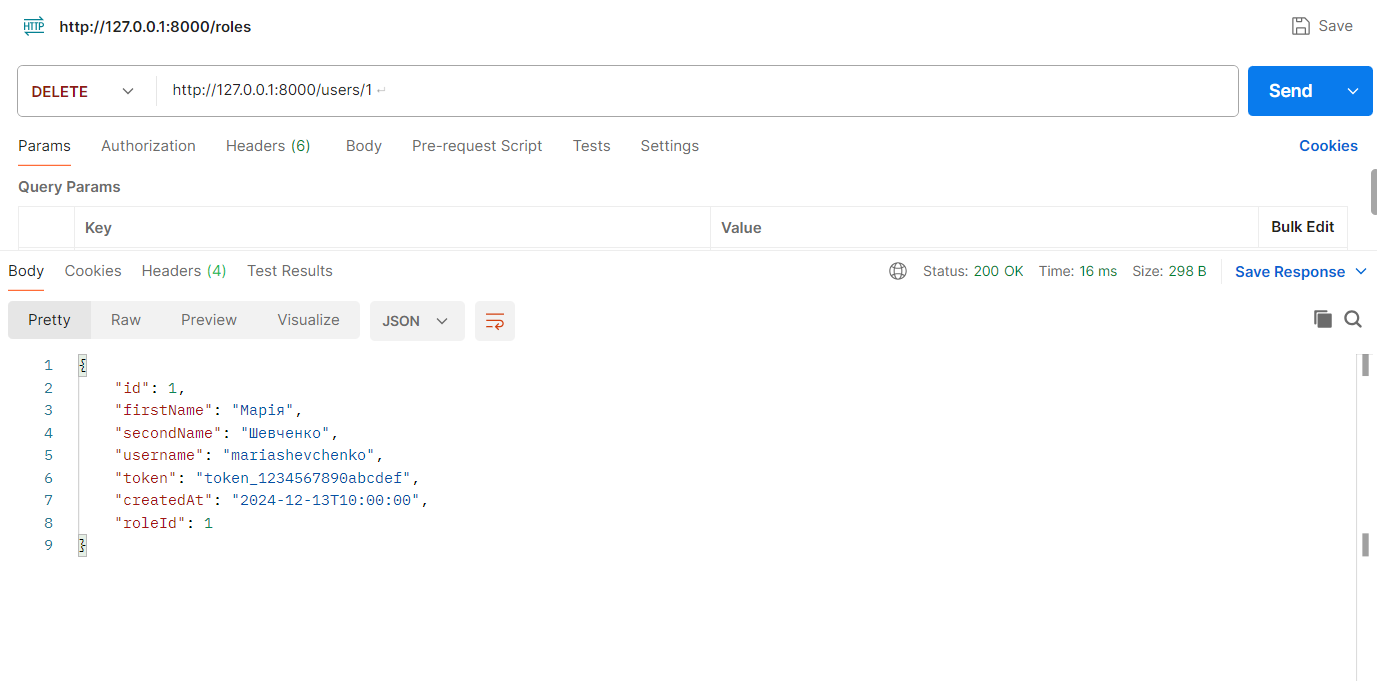 HTTP http://127.0.0.1:8000/roles Save
DELETE http://127.0.0.1:8000/users/1 Send
Params Authorization Headers (6) Body Pre-request Script Tests Settings Cookies
Query Params
Key Value Bulk Edit
Body Cookies Headers (4) Test Results Status: 200 OK Time: 16 ms Size: 298 B Save Response
Pretty Raw Preview Visualize JSON
1 {
2 "id": 1,
3 "firstName": "Марія",
4 "secondName": "Шевченко",
5 "username": "mariashevchenko",
6 "token": "token_1234567890abcdef",
7 "createdAt": "2024-12-13T10:00:00",
8 "roleId": 1
9 }